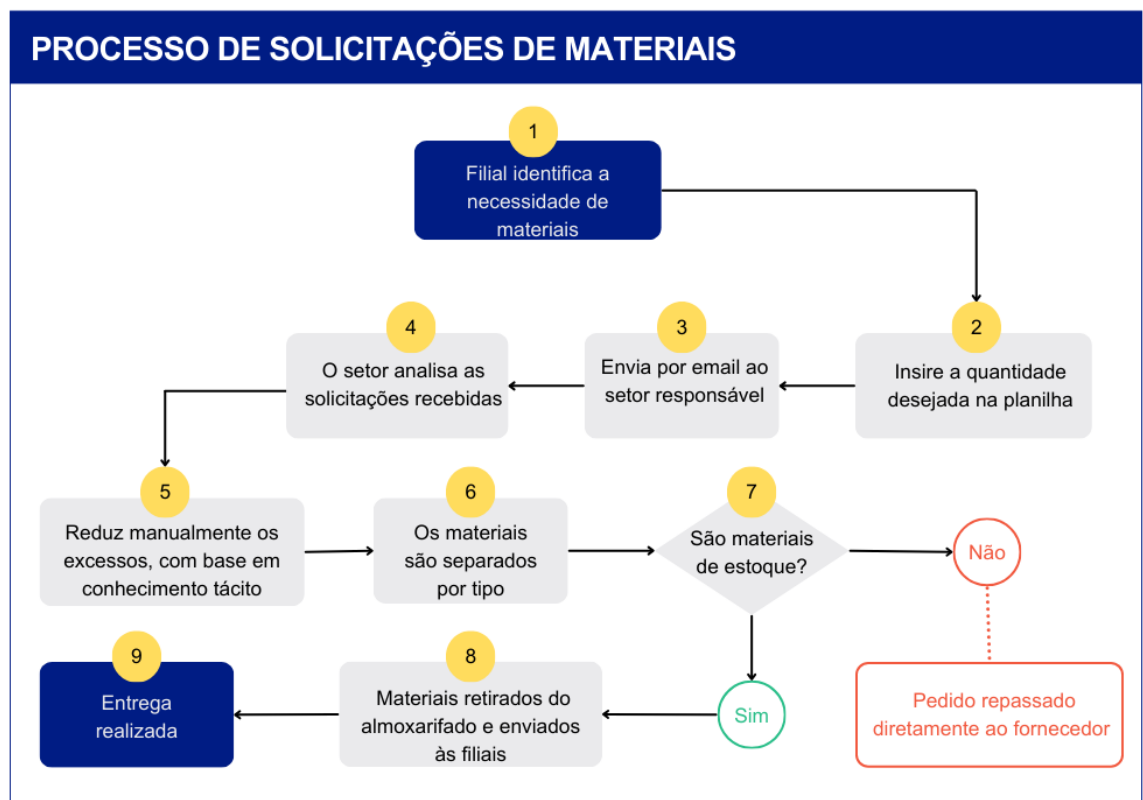 PROCESSO DE SOLICITAÇÕES DE MATERIAIS
1
Filial identifica a
necessidade de
materiais
2
Insire a quantidade
desejada na planilha
3
Envia por email ao
setor responsável
4
O setor analisa as
solicitações recebidas
5
Reduz manualmente os
excessos, com base em
conhecimento tácito
6
Os materiais
são separados
por tipo
7
São materiais
de estoque?
Não
Pedido repassado
diretamente ao fornecedor
Sim
8
Materiais retirados do
almoxarifado e enviados
às filiais
9
Entrega
realizada